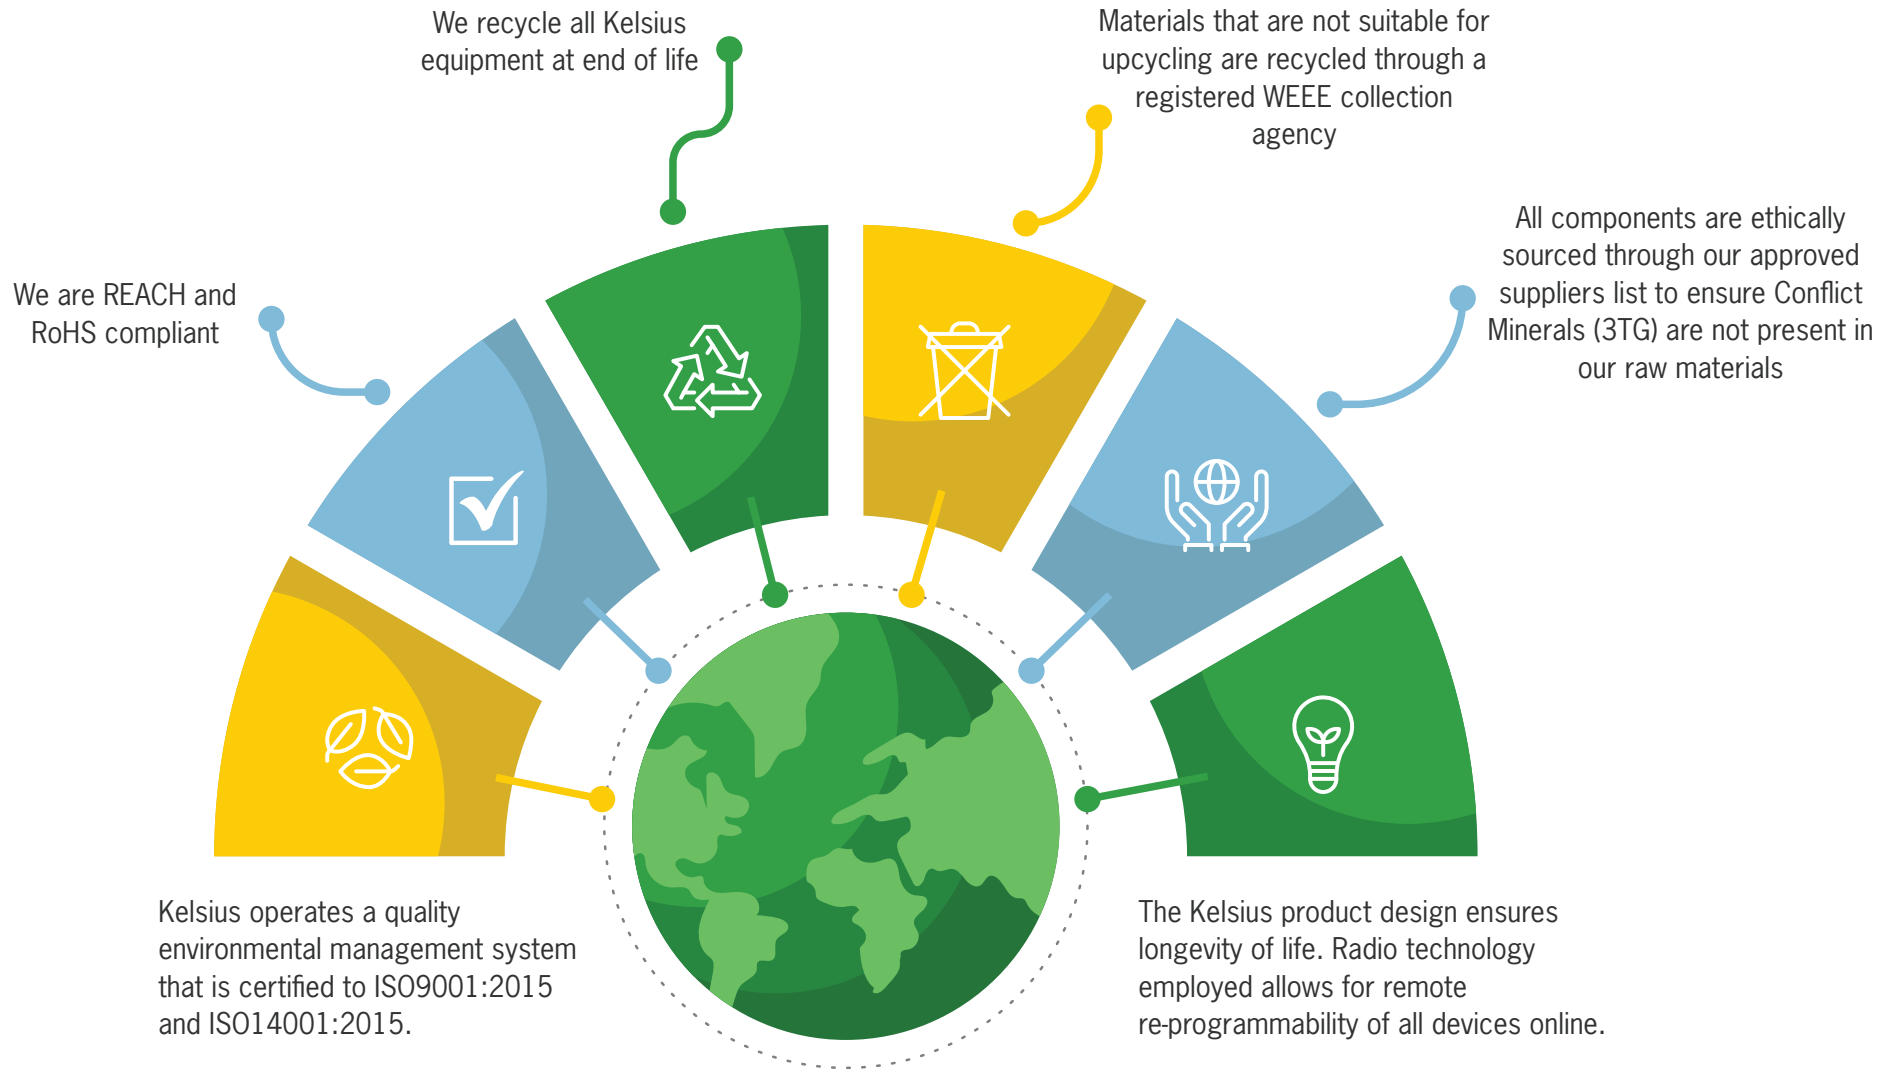 We recycle all Kelsius
equipment at end of life
Materials that are not suitable for
upcycling are recycled through a
registered WEEE collection
agency
All components are ethically
sourced through our approved
suppliers list to ensure Conflict
Minerals (3TG) are not present in
our raw materials
We are REACH and
RoHS compliant
Kelsius operates a quality
environmental management system
that is certified to ISO9001:2015
and ISO14001:2015.
The Kelsius product design ensures
longevity of life. Radio technology
employed allows for remote
re-programmability of all devices online.